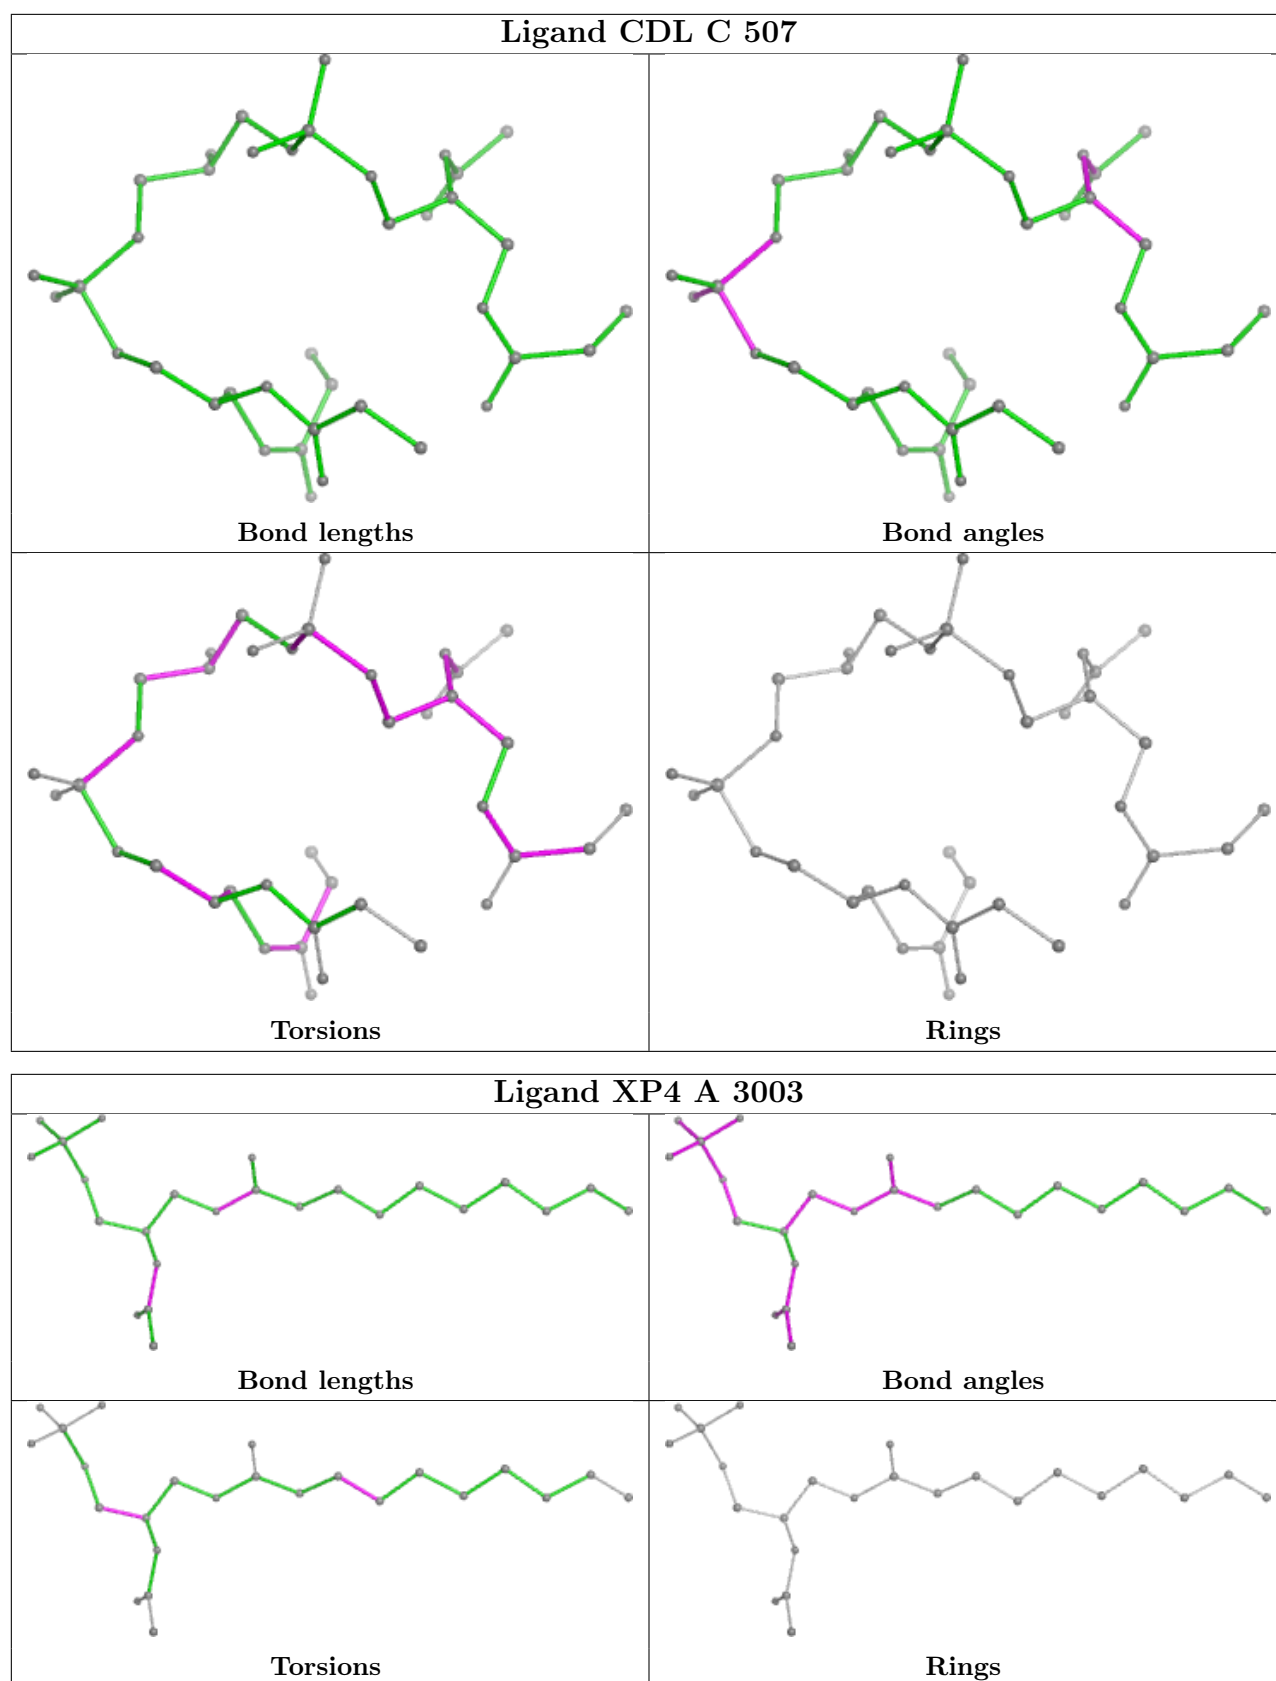 Ligand CDL C 507
Bond lengths
Bond angles
Torsions
Rings
Ligand XP4 A 3003
Bond lengths
Bond angles
Torsions
Rings